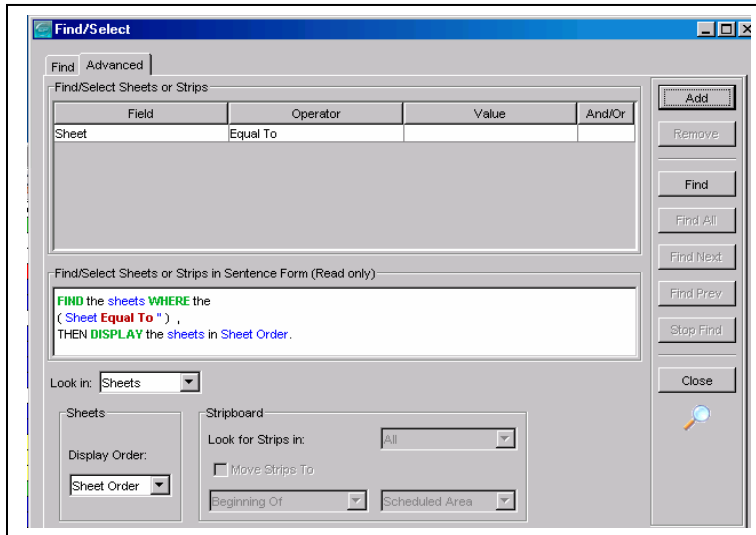 Find/Select
Find Advanced
Find/Select Sheets or Strips
Field Operator Value And/Or
Sheet Equal To
Add
Remove
Find
Find All
Find Next
Find Prev
Stop Find
Close
Find/Select Sheets or Strips in Sentence Form (Read only)
FIND the sheets WHERE the
( Sheet Equal To '' ) ,
THEN DISPLAY the sheets in Sheet Order.
Look in: Sheets
Sheets
Display Order:
Sheet Order
Stripboard
Look for Strips in: All
Move Strips To
Beginning Of Scheduled Area